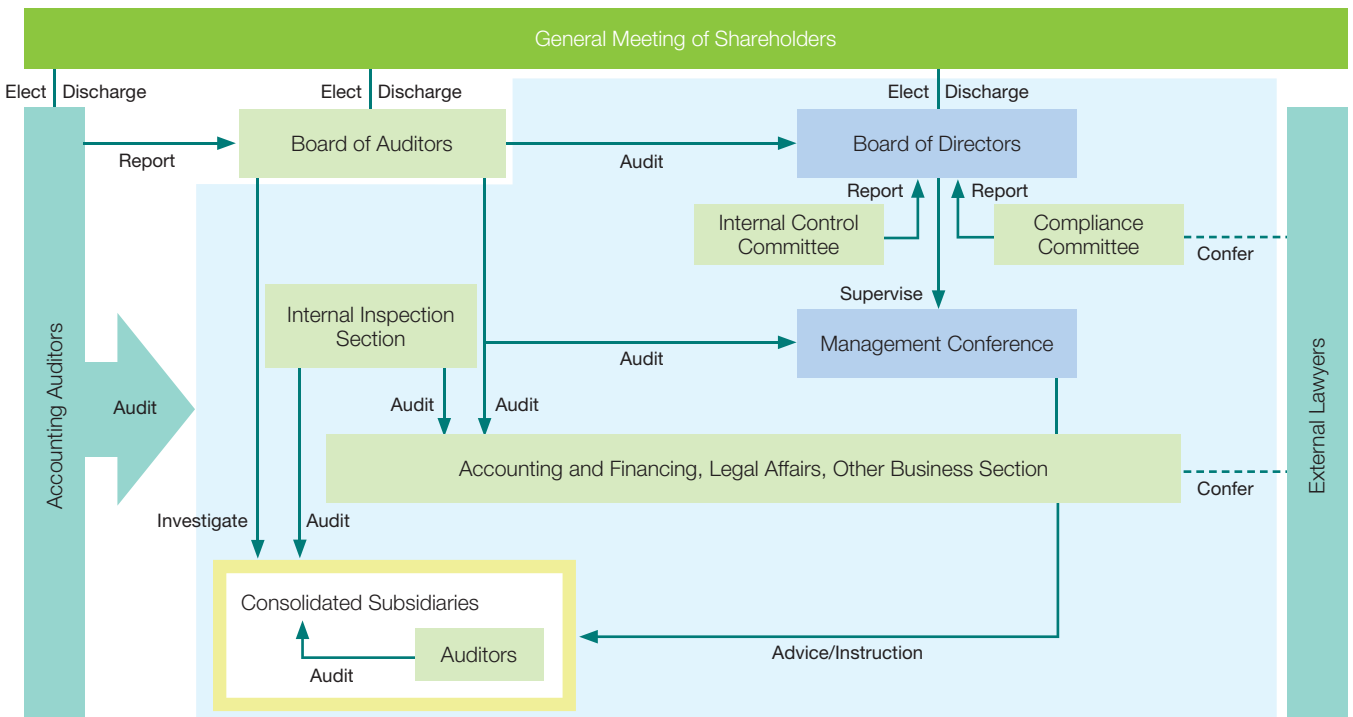 General Meeting of Shareholders
Elect Discharge
Elect Discharge
Elect Discharge
Board of Auditors
Board of Directors
Report
Audit
Report
Report
Internal Control
Committee
Compliance
Committee
Confer
Supervise
Internal Inspection
Section
Management Conference
Audit
Accounting Auditors
Audit
External Lawyers
Audit
Audit
Accounting and Financing, Legal Affairs, Other Business Section
Confer
Investigate
Audit
Consolidated Subsidiaries
Auditors
Audit
Advice/Instruction